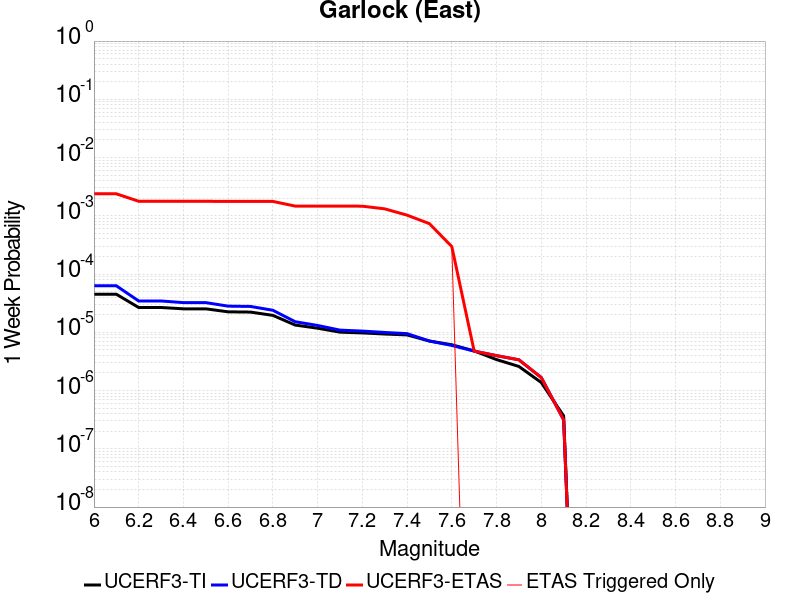 Garlock (East)
10^0
10^-1
10^-2
10^-3
10^-4
10^-5
10^-6
10^-7
10^-8
1 Week Probability
6 6.2 6.4 6.6 6.8 7 7.2 7.4 7.6 7.8 8 8.2 8.4 8.6 8.8 9
Magnitude
UCERF3-TI UCERF3-TD UCERF3-ETAS ETAS Triggered Only